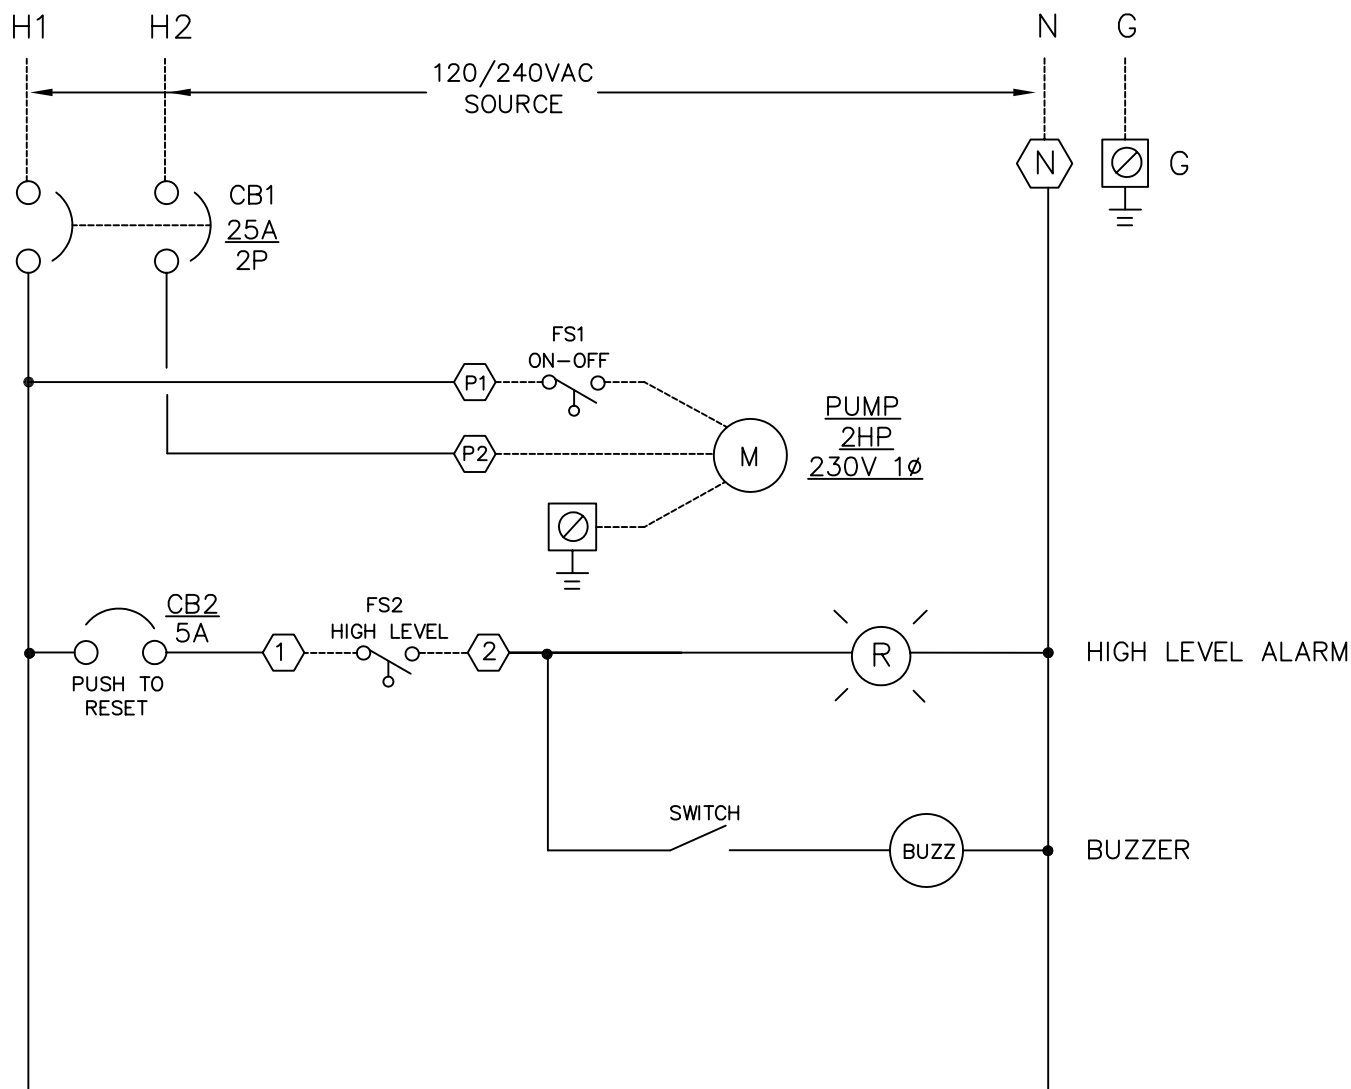 H1
H2
N
G
120/240VAC
SOURCE
N
G
CB1
25A
2P
FS1
ON-OFF
P1
PUMP
2HP
230V 1ø
P2
M
CB2
5A
FS2
HIGH LEVEL
1
2
R
HIGH LEVEL ALARM
PUSH TO
RESET
SWITCH
BUZZ
BUZZER